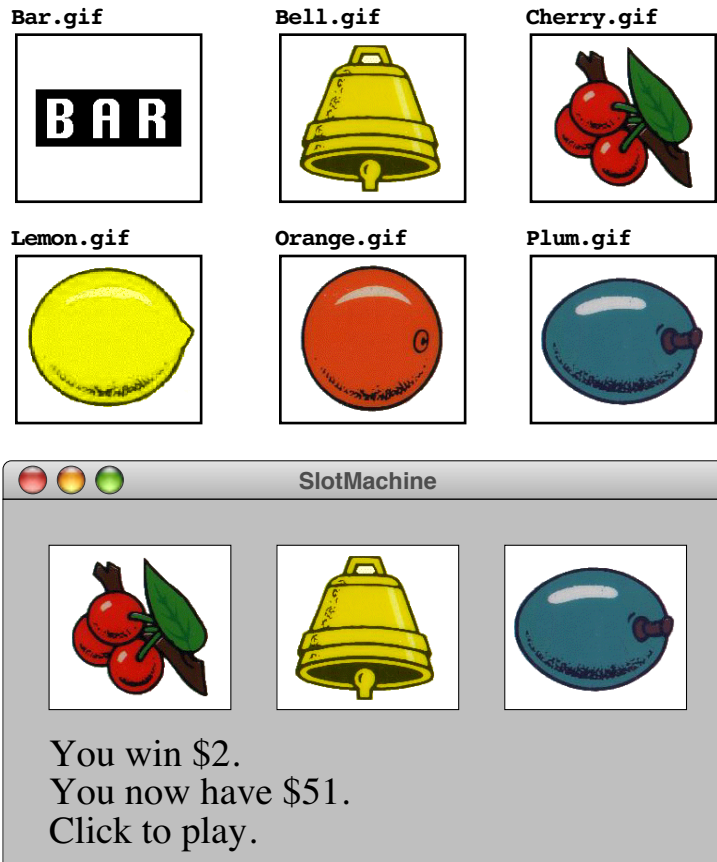 Bar.gif Bell.gif Cherry.gif
BAR
Lemon.gif Orange.gif Plum.gif
SlotMachine
You win $2.
You now have $51.
Click to play.